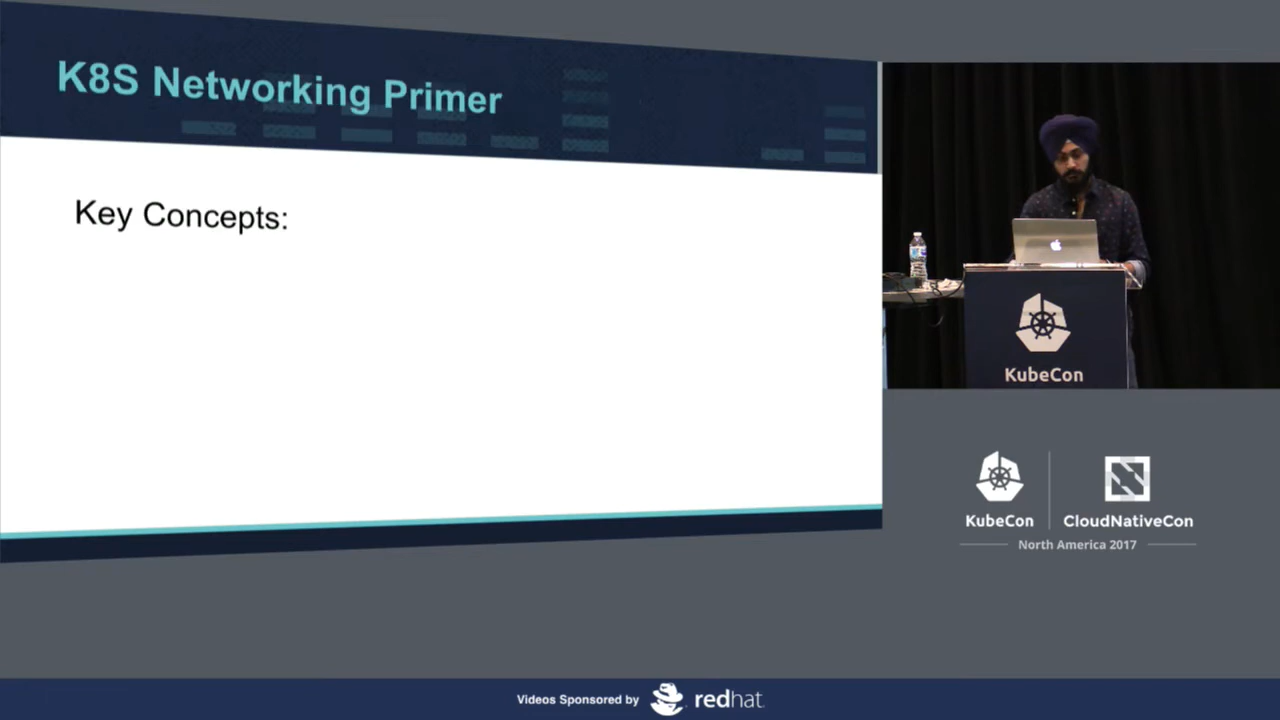 K8S Networking Primer
Key Concepts:
KubeCon
KubeCon
CloudNativeCon
North America 2017
Videos Sponsored by
redhat.